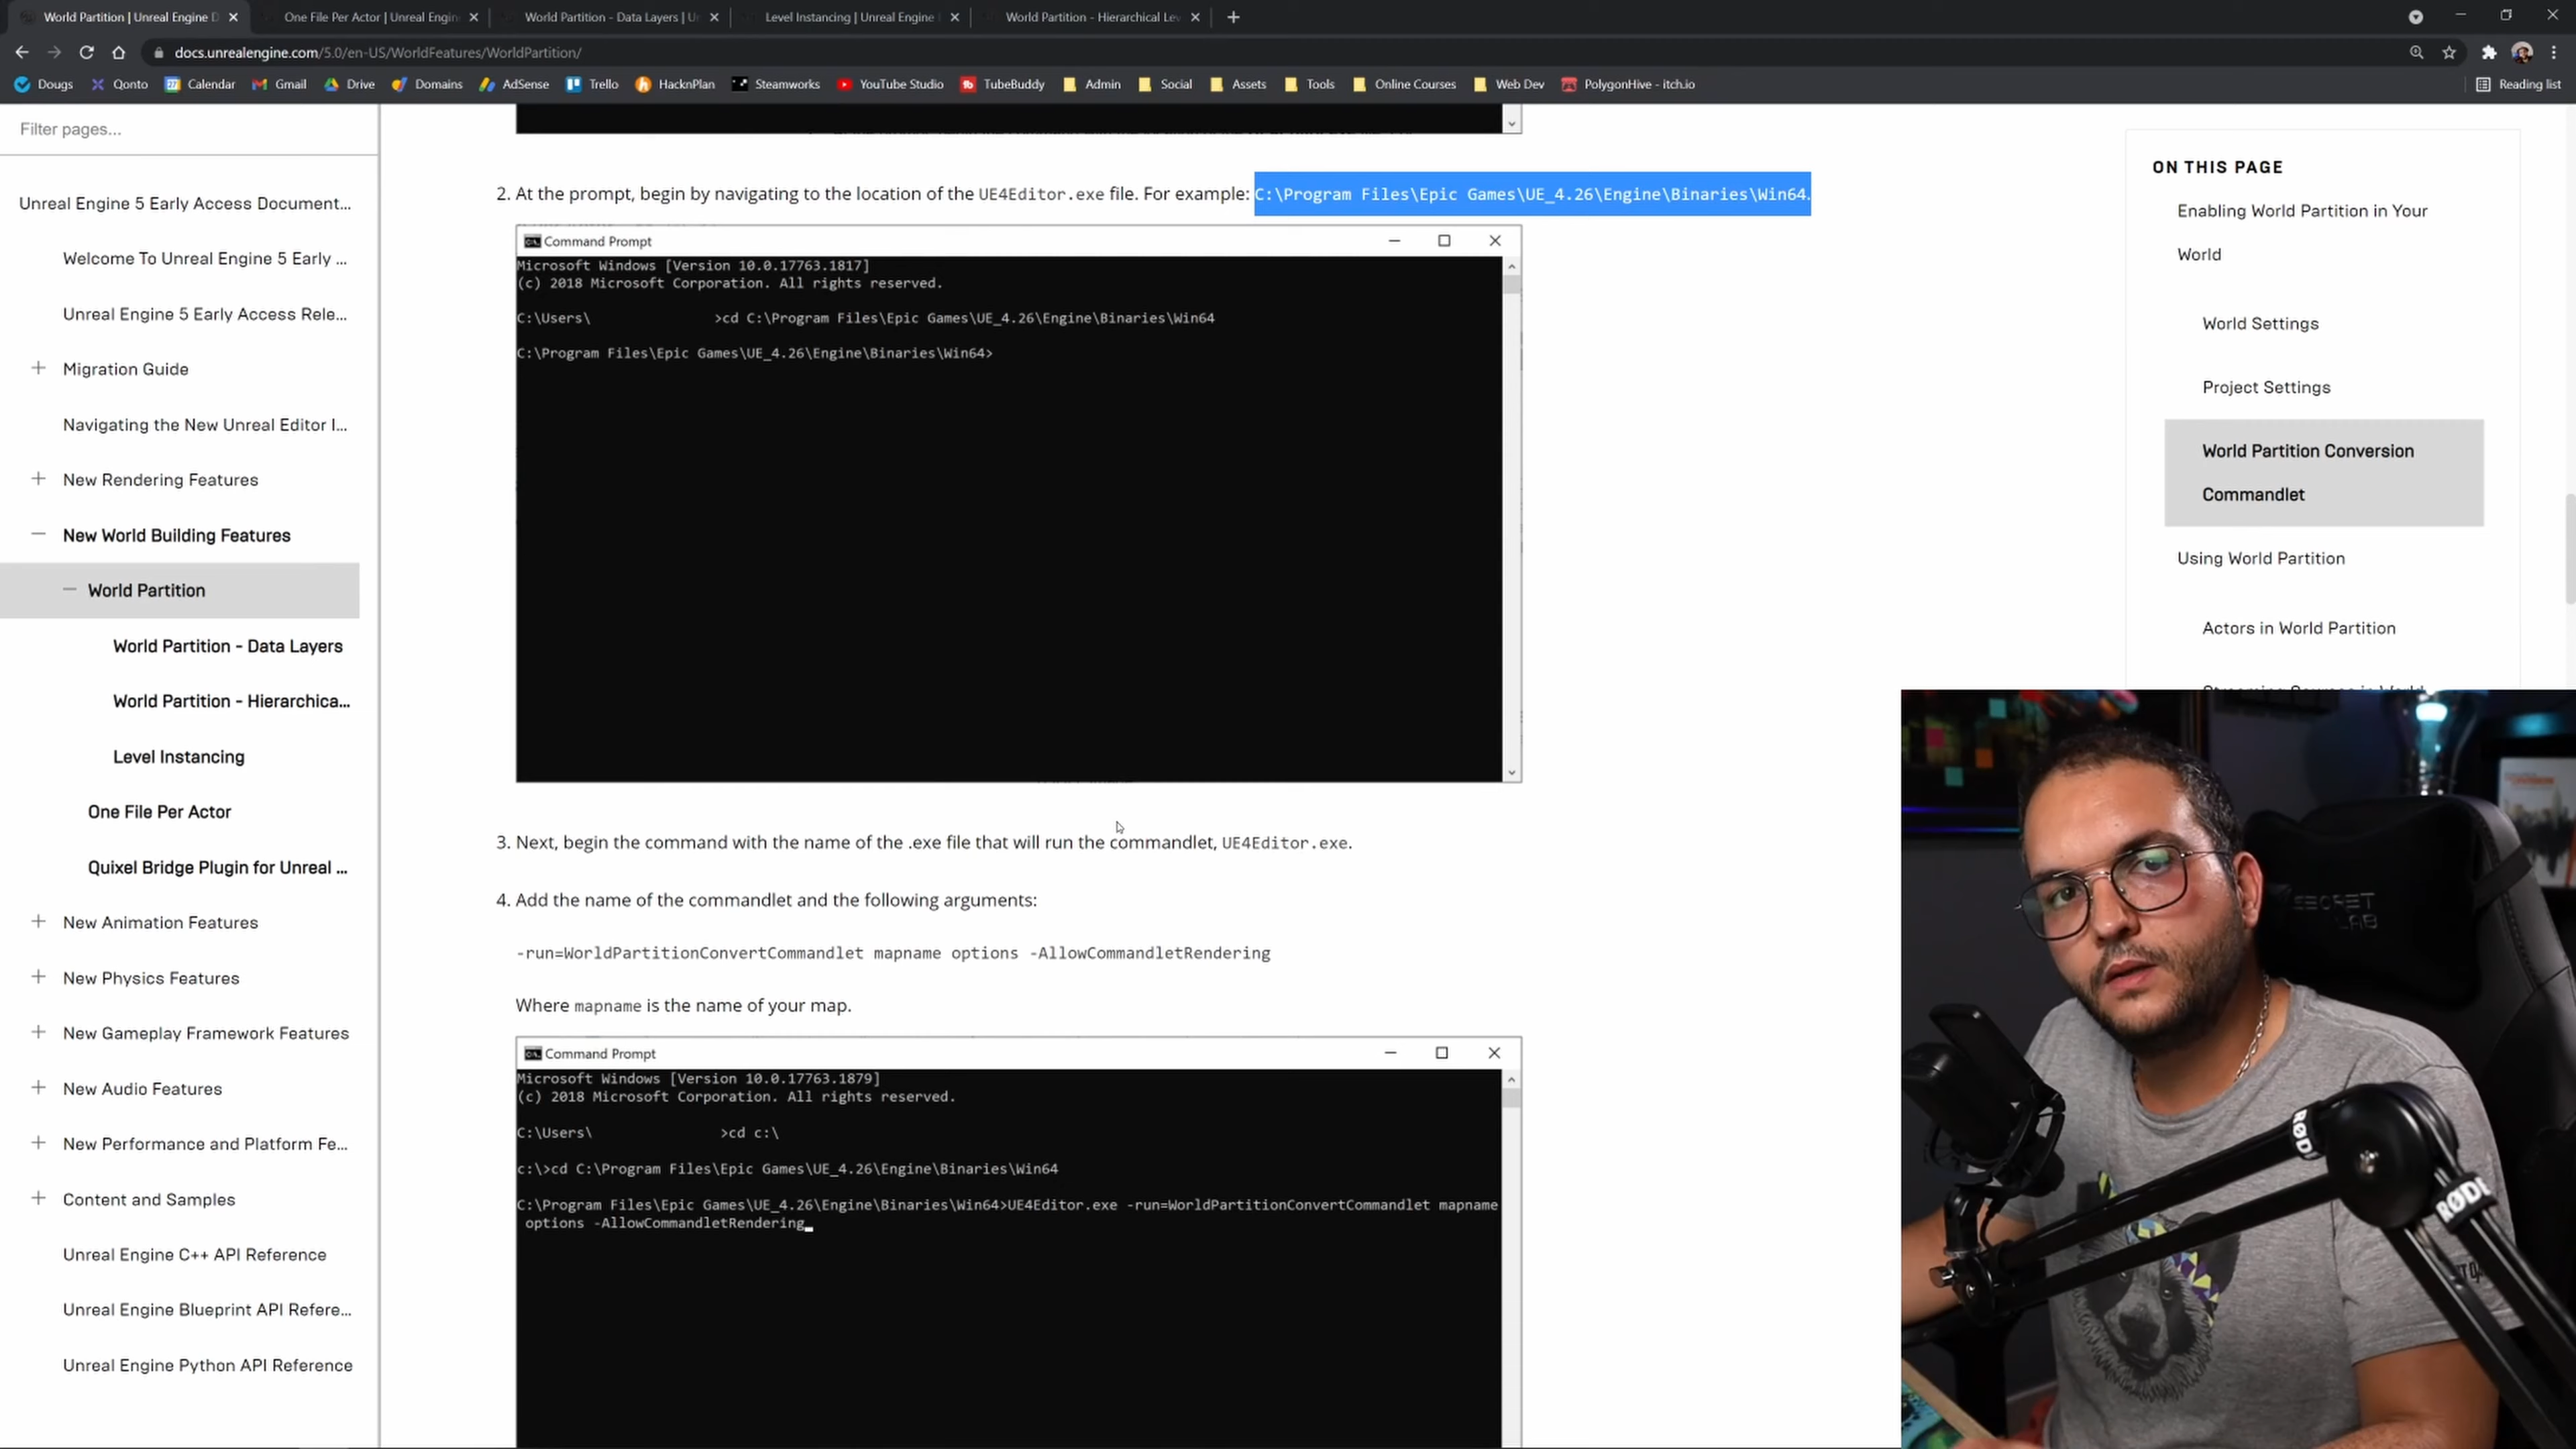 World Partition | Unreal Engine D
One File Per Actor | Unreal Engin
World Partition - Data Layers | Un
Level Instancing | Unreal Engine
World Partition - Hierarchical Lev
docs.unrealengine.com/5.0/en-US/WorldFeatures/WorldPartition/
Dougs
Qonto
Calendar
Gmail
Drive
Domains
AdSense
Trello
HacknPlan
Steamworks
YouTube Studio
TubeBuddy
Admin
Social
Assets
Tools
Online Courses
Web Dev
PolygonHive - itch.io
Reading list
Filter pages...
Unreal Engine 5 Early Access Document...
Welcome To Unreal Engine 5 Early ...
Unreal Engine 5 Early Access Rele...
Migration Guide
Navigating the New Unreal Editor I...
New Rendering Features
New World Building Features
World Partition
World Partition - Data Layers
World Partition - Hierarchica...
Level Instancing
One File Per Actor
Quixel Bridge Plugin for Unreal ...
New Animation Features
New Physics Features
New Gameplay Framework Features
New Audio Features
New Performance and Platform Fe...
Content and Samples
Unreal Engine C++ API Reference
Unreal Engine Blueprint API Refere...
Unreal Engine Python API Reference
2. At the prompt, begin by navigating to the location of the UE4Editor.exe file. For example: C:\Program Files\Epic Games\UE_4.26\Engine\Binaries\Win64.
Command Prompt
Microsoft Windows [Version 10.0.17763.1817]
(c) 2018 Microsoft Corporation. All rights reserved.
C:\Users\ >cd C:\Program Files\Epic Games\UE_4.26\Engine\Binaries\Win64
C:\Program Files\Epic Games\UE_4.26\Engine\Binaries\Win64>
3. Next, begin the command with the name of the .exe file that will run the commandlet, UE4Editor.exe.
4. Add the name of the commandlet and the following arguments:
-run=WorldPartitionConvertCommandlet mapname options -AllowCommandletRendering
Where mapname is the name of your map.
Command Prompt
Microsoft Windows [Version 10.0.17763.1879]
(c) 2018 Microsoft Corporation. All rights reserved.
C:\Users\ >cd c:\
c:\>cd C:\Program Files\Epic Games\UE_4.26\Engine\Binaries\Win64
C:\Program Files\Epic Games\UE_4.26\Engine\Binaries\Win64>UE4Editor.exe -run=WorldPartitionConvertCommandlet mapname
options -AllowCommandletRendering
ON THIS PAGE
Enabling World Partition in Your
World
World Settings
Project Settings
World Partition Conversion
Commandlet
Using World Partition
Actors in World Partition
SECRET
LAB
RØDE
RØDE